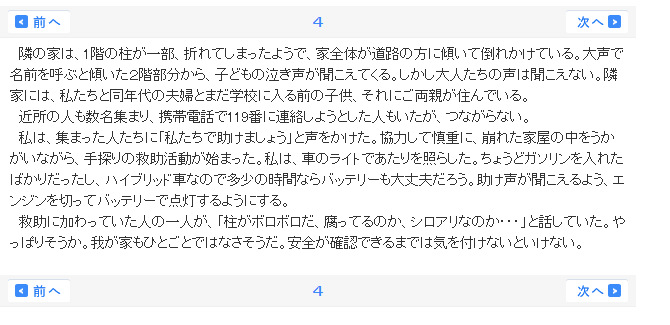 前へ 4 次へ
隣の家は、1階の柱が一部、折れてしまったようで、家全体が道路の方に傾いて倒れかけている。大声で
名前を呼ぶと傾いた2階部分から、子どもの泣き声が聞こえてくる。しかし大人たちの声は聞こえない。隣
家には、私たちと同年代の夫婦とまだ学校に入る前の子供、それにご両親が住んでいる。
近所の人も数名集まり、携帯電話で119番に連絡しようとした人もいたが、つながらない。
私は、集まった人たちに「私たちで助けましょう」と声をかけた。協力して慎重に、崩れた家屋の中をうか
がいながら、手探りの救助活動が始まった。私は、車のライトであたりを照らした。ちょうどガソリンを入れた
ばかりだったし、ハイブリッド車なので多少の時間ならバッテリーも大丈夫だろう。助け声が聞こえるよう、エ
ンジンを切ってバッテリーで点灯するようにする。
救助に加わっていた人の一人が、「柱がボロボロだ、腐ってるのか、シロアリなのか・・・」と話していた。や
っぱりそうか。我が家もひとごとではなさそうだ。安全が確認できるまでは気を付けないといけない。
前へ 4 次へ